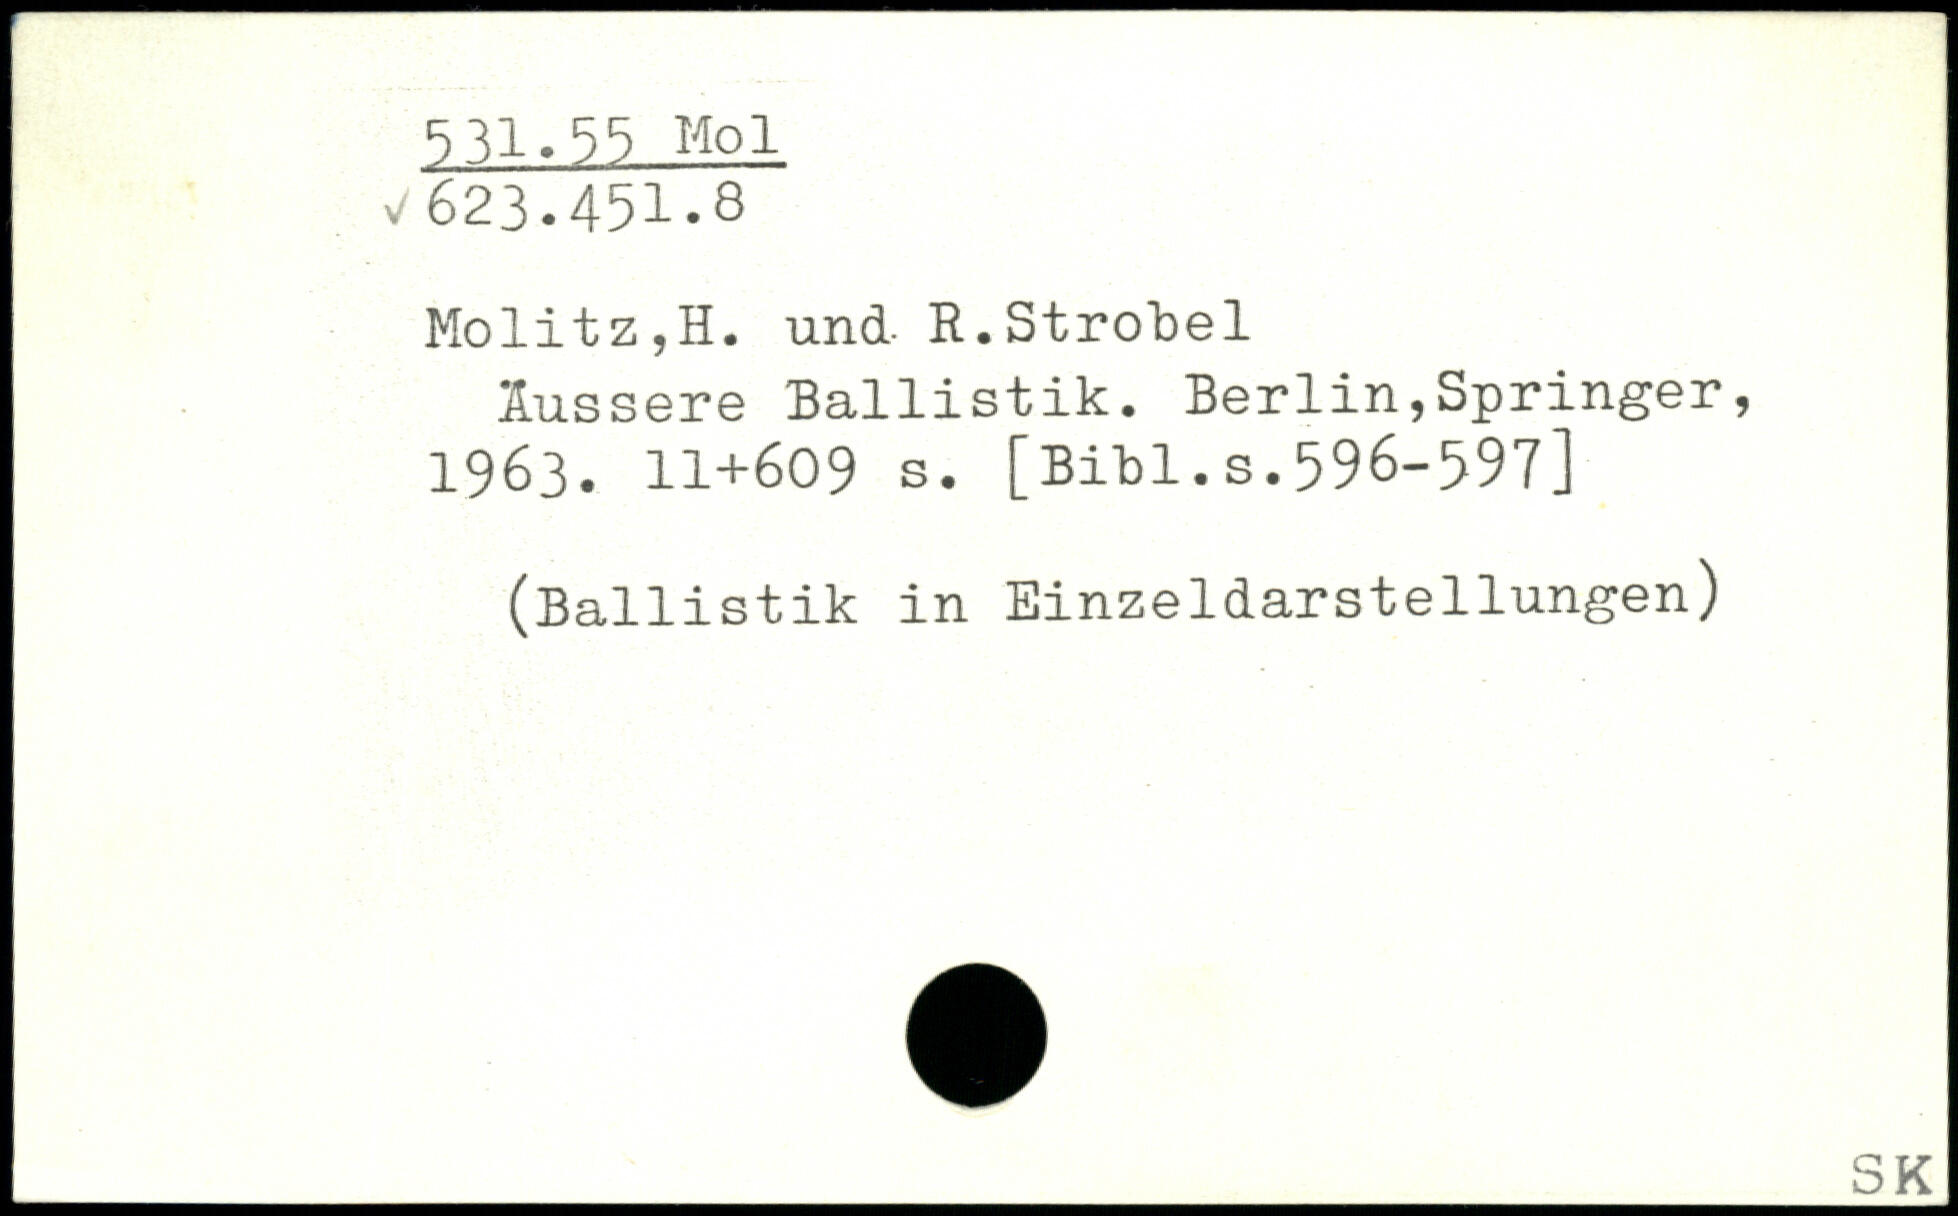 531.55 Mol
✓ 623.451.8
Molitz,H. und R.Strobel
Äussere Ballistik. Berlin,Springer,
1963. 11+609 s. [Bibl.s.596-597]
(Ballistik in Einzeldarstellungen)
SK